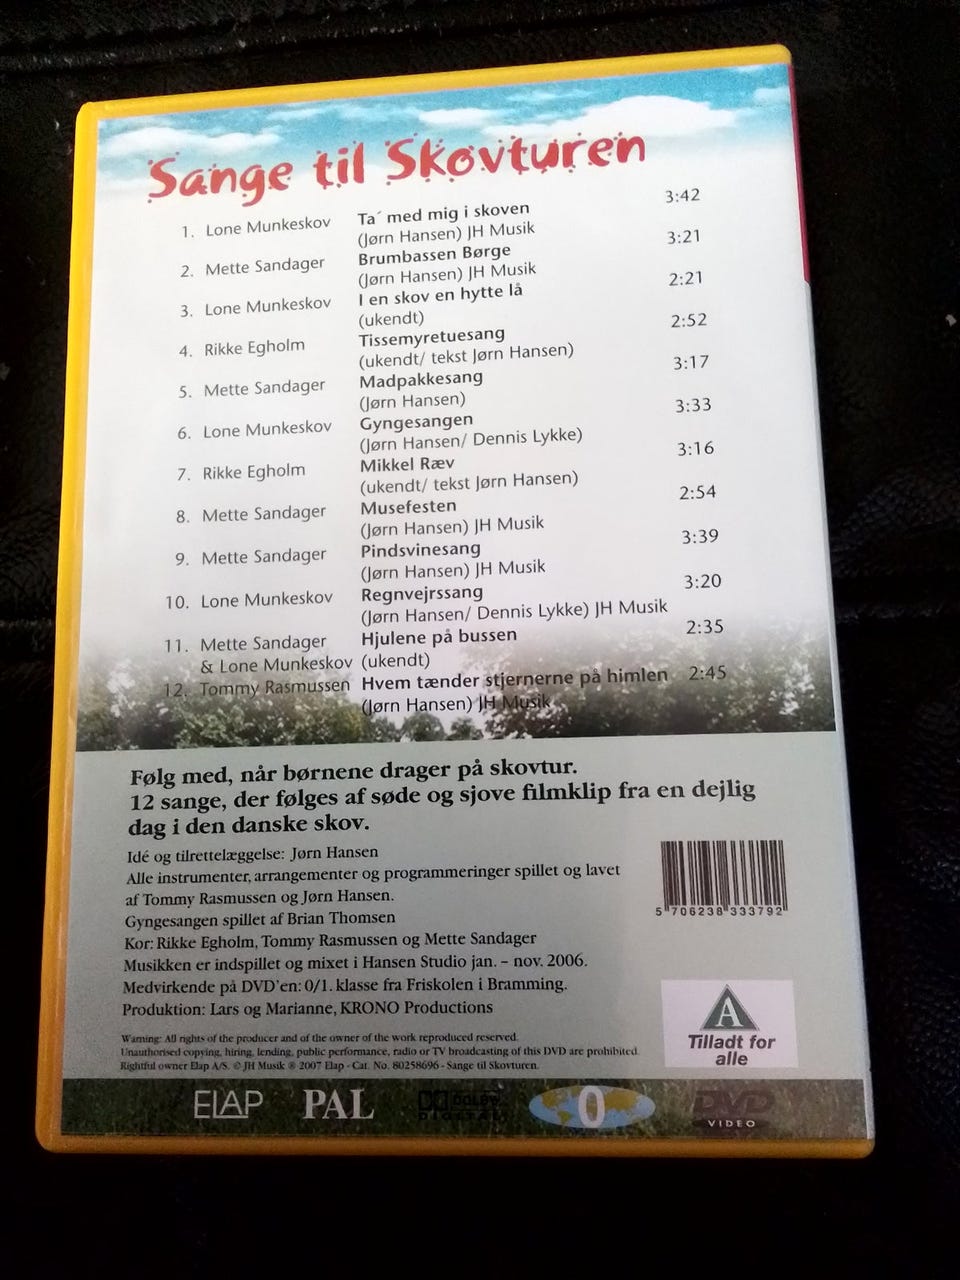 Sange til Skovturen
1. Lone Munkeskov Ta´ med mig i skoven 3:42
(Jørn Hansen) JH Musik
2. Mette Sandager Brumbassen Børge 3:21
(Jørn Hansen) JH Musik
3. Lone Munkeskov I en skov en hytte lå 2:21
(ukendt)
4. Rikke Egholm Tissemyretuesang 2:52
(ukendt/ tekst Jørn Hansen)
5. Mette Sandager Madpakkesang 3:17
(Jørn Hansen)
6. Lone Munkeskov Gyngesangen 3:33
(Jørn Hansen/ Dennis Lykke)
7. Rikke Egholm Mikkel Ræv 3:16
(ukendt/ tekst Jørn Hansen)
8. Mette Sandager Musefesten 2:54
(Jørn Hansen) JH Musik
9. Mette Sandager Pindsvinesang 3:39
(Jørn Hansen) JH Musik
10. Lone Munkeskov Regnvejrssang 3:20
(Jørn Hansen/ Dennis Lykke) JH Musik
11. Mette Sandager Hjulene på bussen 2:35
& Lone Munkeskov (ukendt)
12. Tommy Rasmussen Hvem tænder stjernerne på himlen 2:45
(Jørn Hansen) JH Musik
Følg med, når børnene drager på skovtur.
12 sange, der følges af søde og sjove filmklip fra en dejlig
dag i den danske skov.
Idé og tilrettelæggelse: Jørn Hansen
Alle instrumenter, arrangementer og programmeringer spillet og lavet
af Tommy Rasmussen og Jørn Hansen.
Gyngesangen spillet af Brian Thomsen
Kor: Rikke Egholm, Tommy Rasmussen og Mette Sandager
Musikken er indspillet og mixet i Hansen Studio jan. – nov. 2006.
Medvirkende på DVD'en: 0/1. klasse fra Friskolen i Bramming.
Produktion: Lars og Marianne, KRONO Productions
5 706238 333792
A
Tilladt for
alle
Warning: All rights of the producer and of the owner of the work reproduced reserved.
Unauthorised copying, hiring, lending, public performance, radio or TV broadcasting of this DVD are prohibited.
Rightful owner Elap A/S. © JH Musik ® 2007 Elap - Cat. No. 80258696 - Sange til Skovturen.
ELAP PAL DOLBY DIGITAL 0 DVD VIDEO